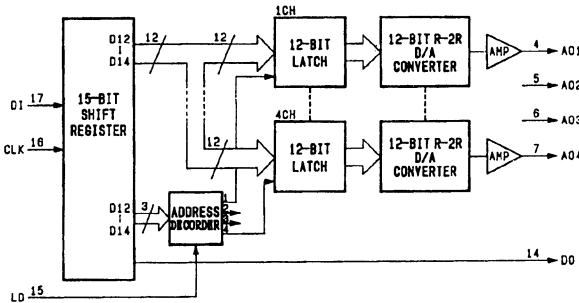 1CH
D12
D14
12
12
12-BIT
LATCH
12-BIT R-2R
D/A
CONVERTER
AMP
4
AO1
5
AO2
6
AO3
DI
17
CLK
16
15-BIT
SHIFT
REGISTER
12
4CH
12-BIT
LATCH
12-BIT R-2R
D/A
CONVERTER
AMP
7
AO4
D12
D14
3
ADDRESS
DECORDER
1
2
3
4
14
DO
LD
15